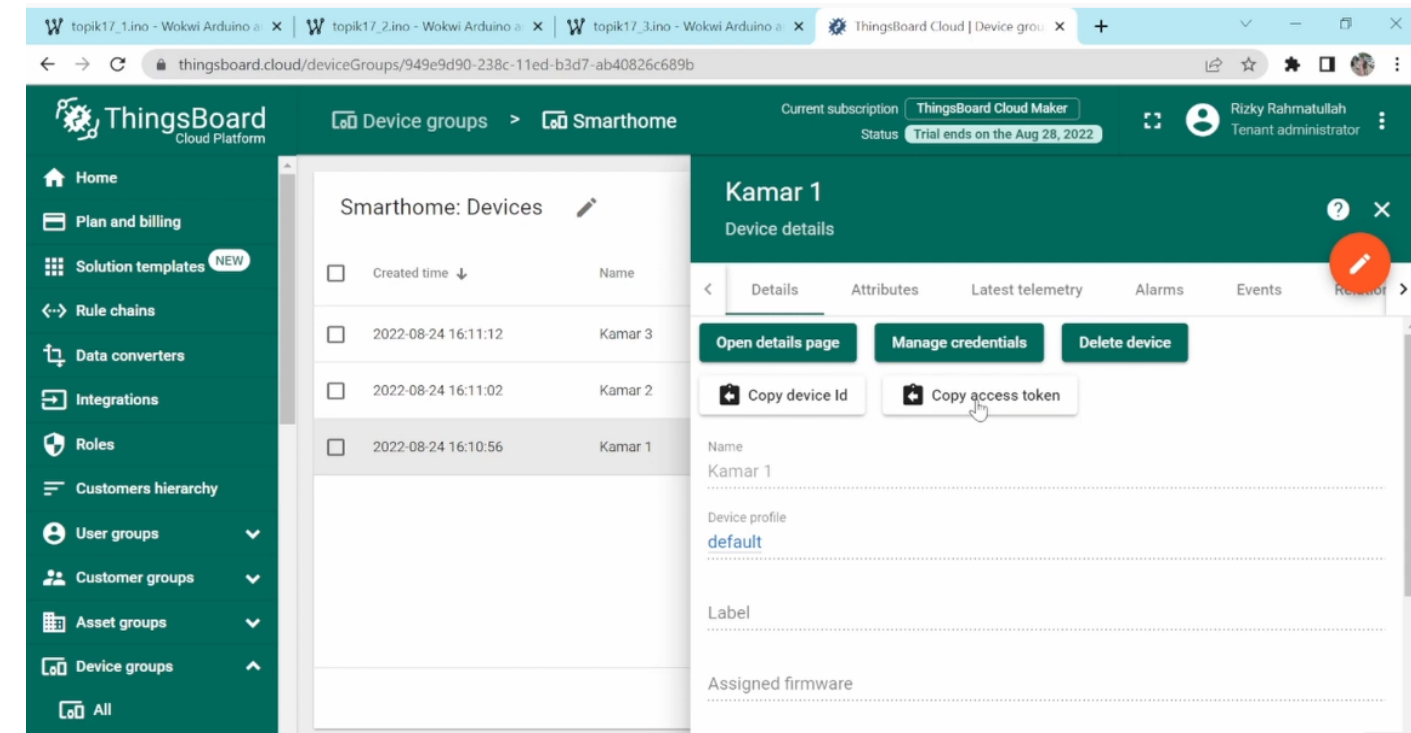 topik17_1.ino - Wokwi Arduino a
topik17_2.ino - Wokwi Arduino a
topik17_3.ino - Wokwi Arduino a
ThingsBoard Cloud | Device grou
thingsboard.cloud/deviceGroups/949e9d90-238c-11ed-b3d7-ab40826c689b
ThingsBoard
Cloud Platform
Device groups > Smarthome
Current subscription ThingsBoard Cloud Maker
Status Trial ends on the Aug 28, 2022
Rizky Rahmatullah
Tenant administrator
Home
Plan and billing
Solution templates NEW
Rule chains
Data converters
Integrations
Roles
Customers hierarchy
User groups
Customer groups
Asset groups
Device groups
All
Smarthome: Devices
Created time Name
2022-08-24 16:11:12 Kamar 3
2022-08-24 16:11:02 Kamar 2
2022-08-24 16:10:56 Kamar 1
Kamar 1
Device details
Details Attributes Latest telemetry Alarms Events
Open details page Manage credentials Delete device
Copy device Id Copy access token
Name
Kamar 1
Device profile
default
Label
Assigned firmware